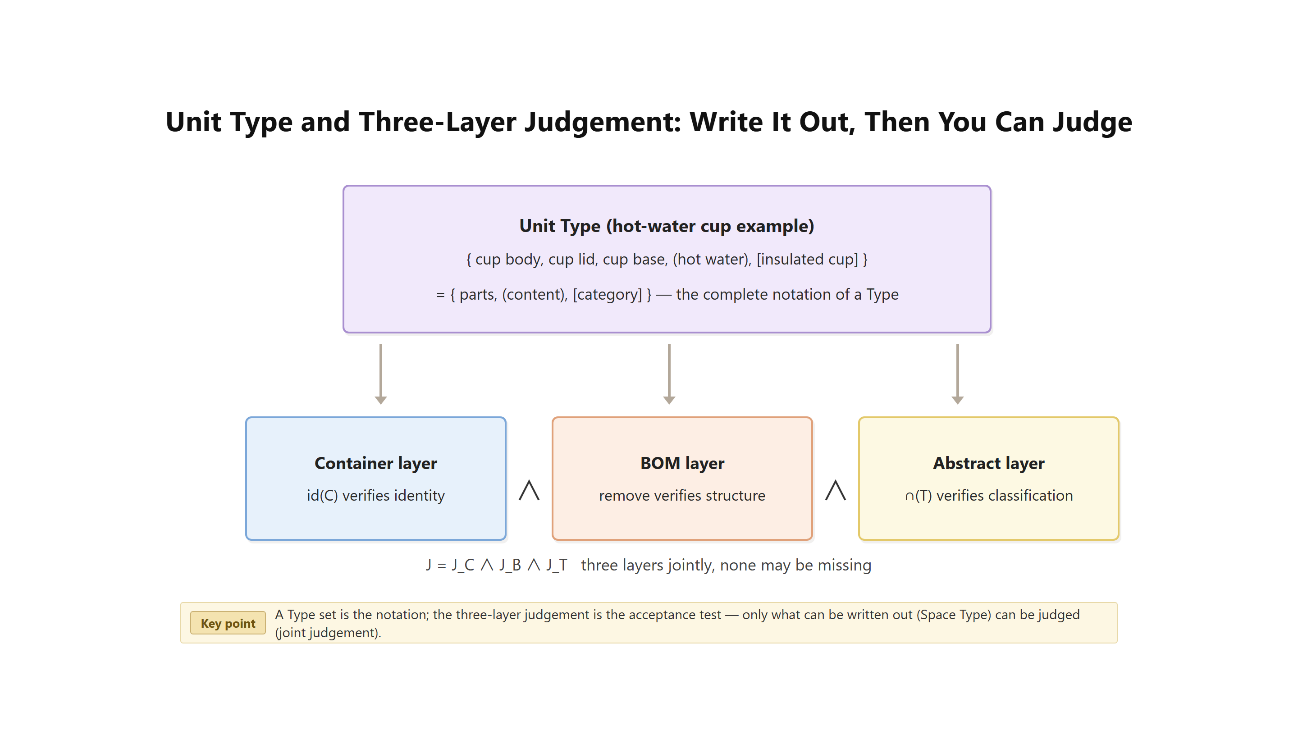 Unit Type and Three-Layer Judgement: Write It Out, Then You Can Judge
Unit Type (hot-water cup example)
{ cup body, cup lid, cup base, (hot water), [insulated cup] }
= { parts, (content), [category] } — the complete notation of a Type
Container layer
id(C) verifies identity
∧
BOM layer
remove verifies structure
∧
Abstract layer
∩(T) verifies classification
J = J_C ∧ J_B ∧ J_T three layers jointly, none may be missing
Key point
A Type set is the notation; the three-layer judgement is the acceptance test — only what can be written out (Space Type) can be judged
(joint judgement).